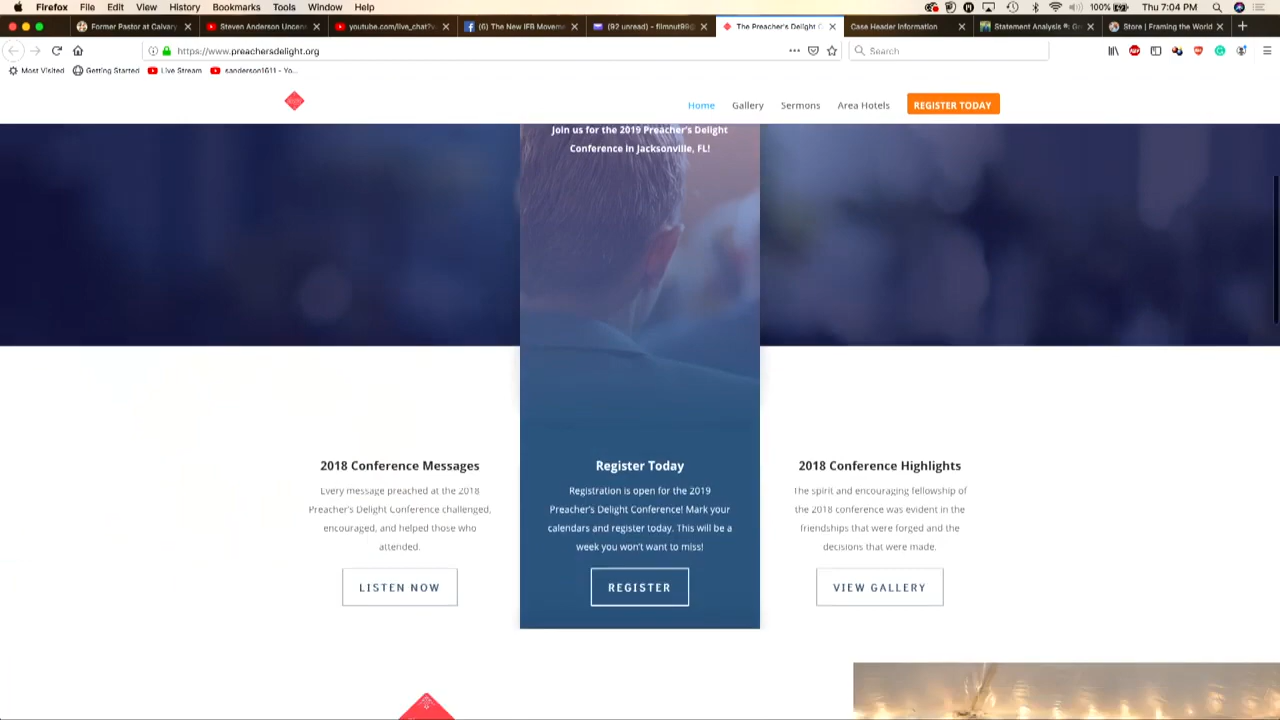 Firefox File Edit View History Bookmarks Tools Window Help 100% Thu 7:04 PM
Former Pastor at Calvary
Steven Anderson Uncens
youtube.com/live_chat?v
(6) The New IFB Moveme
(92 unread) - filmnut99@
The Preacher's Delight C
Case Header Information
Statement Analysis ®: Gr
Store | Framing the World
https://www.preachersdelight.org
Search
Most Visited Getting Started Live Stream sanderson1611 - Yo...
Home Gallery Sermons Area Hotels REGISTER TODAY
Join us for the 2019 Preacher's Delight
Conference in Jacksonville, FL!
2018 Conference Messages
Every message preached at the 2018
Preacher's Delight Conference challenged,
encouraged, and helped those who
attended.
LISTEN NOW
Register Today
Registration is open for the 2019
Preacher's Delight Conference! Mark your
calendars and register today. This will be a
week you won't want to miss!
REGISTER
2018 Conference Highlights
The spirit and encouraging fellowship of
the 2018 conference was evident in the
friendships that were forged and the
decisions that were made.
VIEW GALLERY